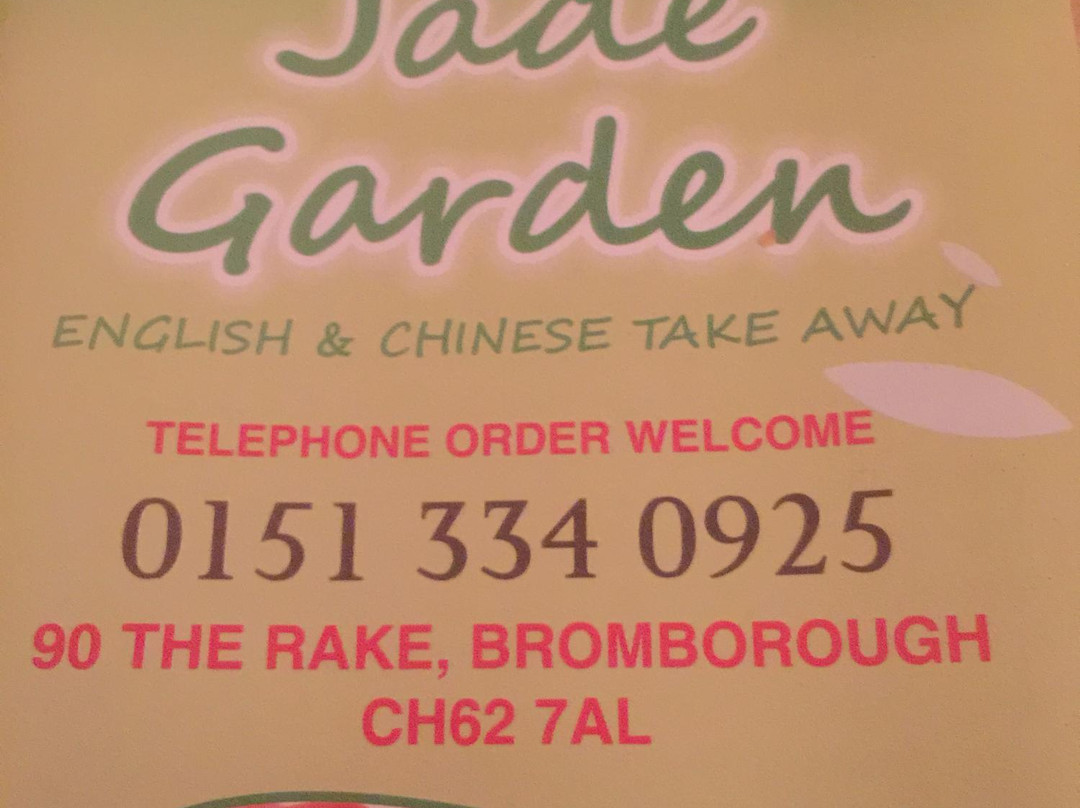 Jade
Garden
ENGLISH & CHINESE TAKE AWAY
TELEPHONE ORDER WELCOME
0151 334 0925
90 THE RAKE, BROMBOROUGH
CH62 7AL